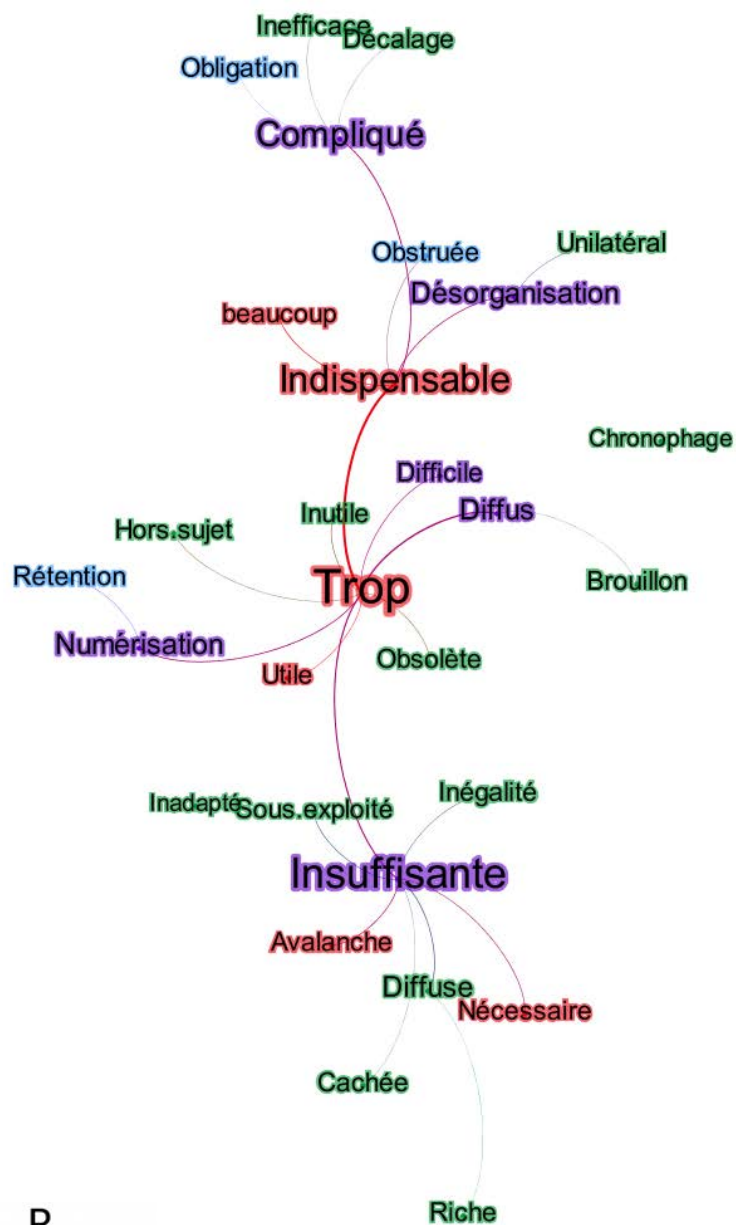 Inefficace
Décalage
Obligation
Compliqué
Unilatéral
Obstruée
Désorganisation
beaucoup
Indispensable
Chronophage
Difficile
Diffus
Inutile
Hors.sujet
Rétention
Trop
Brouillon
Numérisation
Obsolète
Utile
Inégalité
Inadapté
Sous.exploité
Insuffisante
Avalanche
Diffuse
Nécessaire
Cachée
Riche